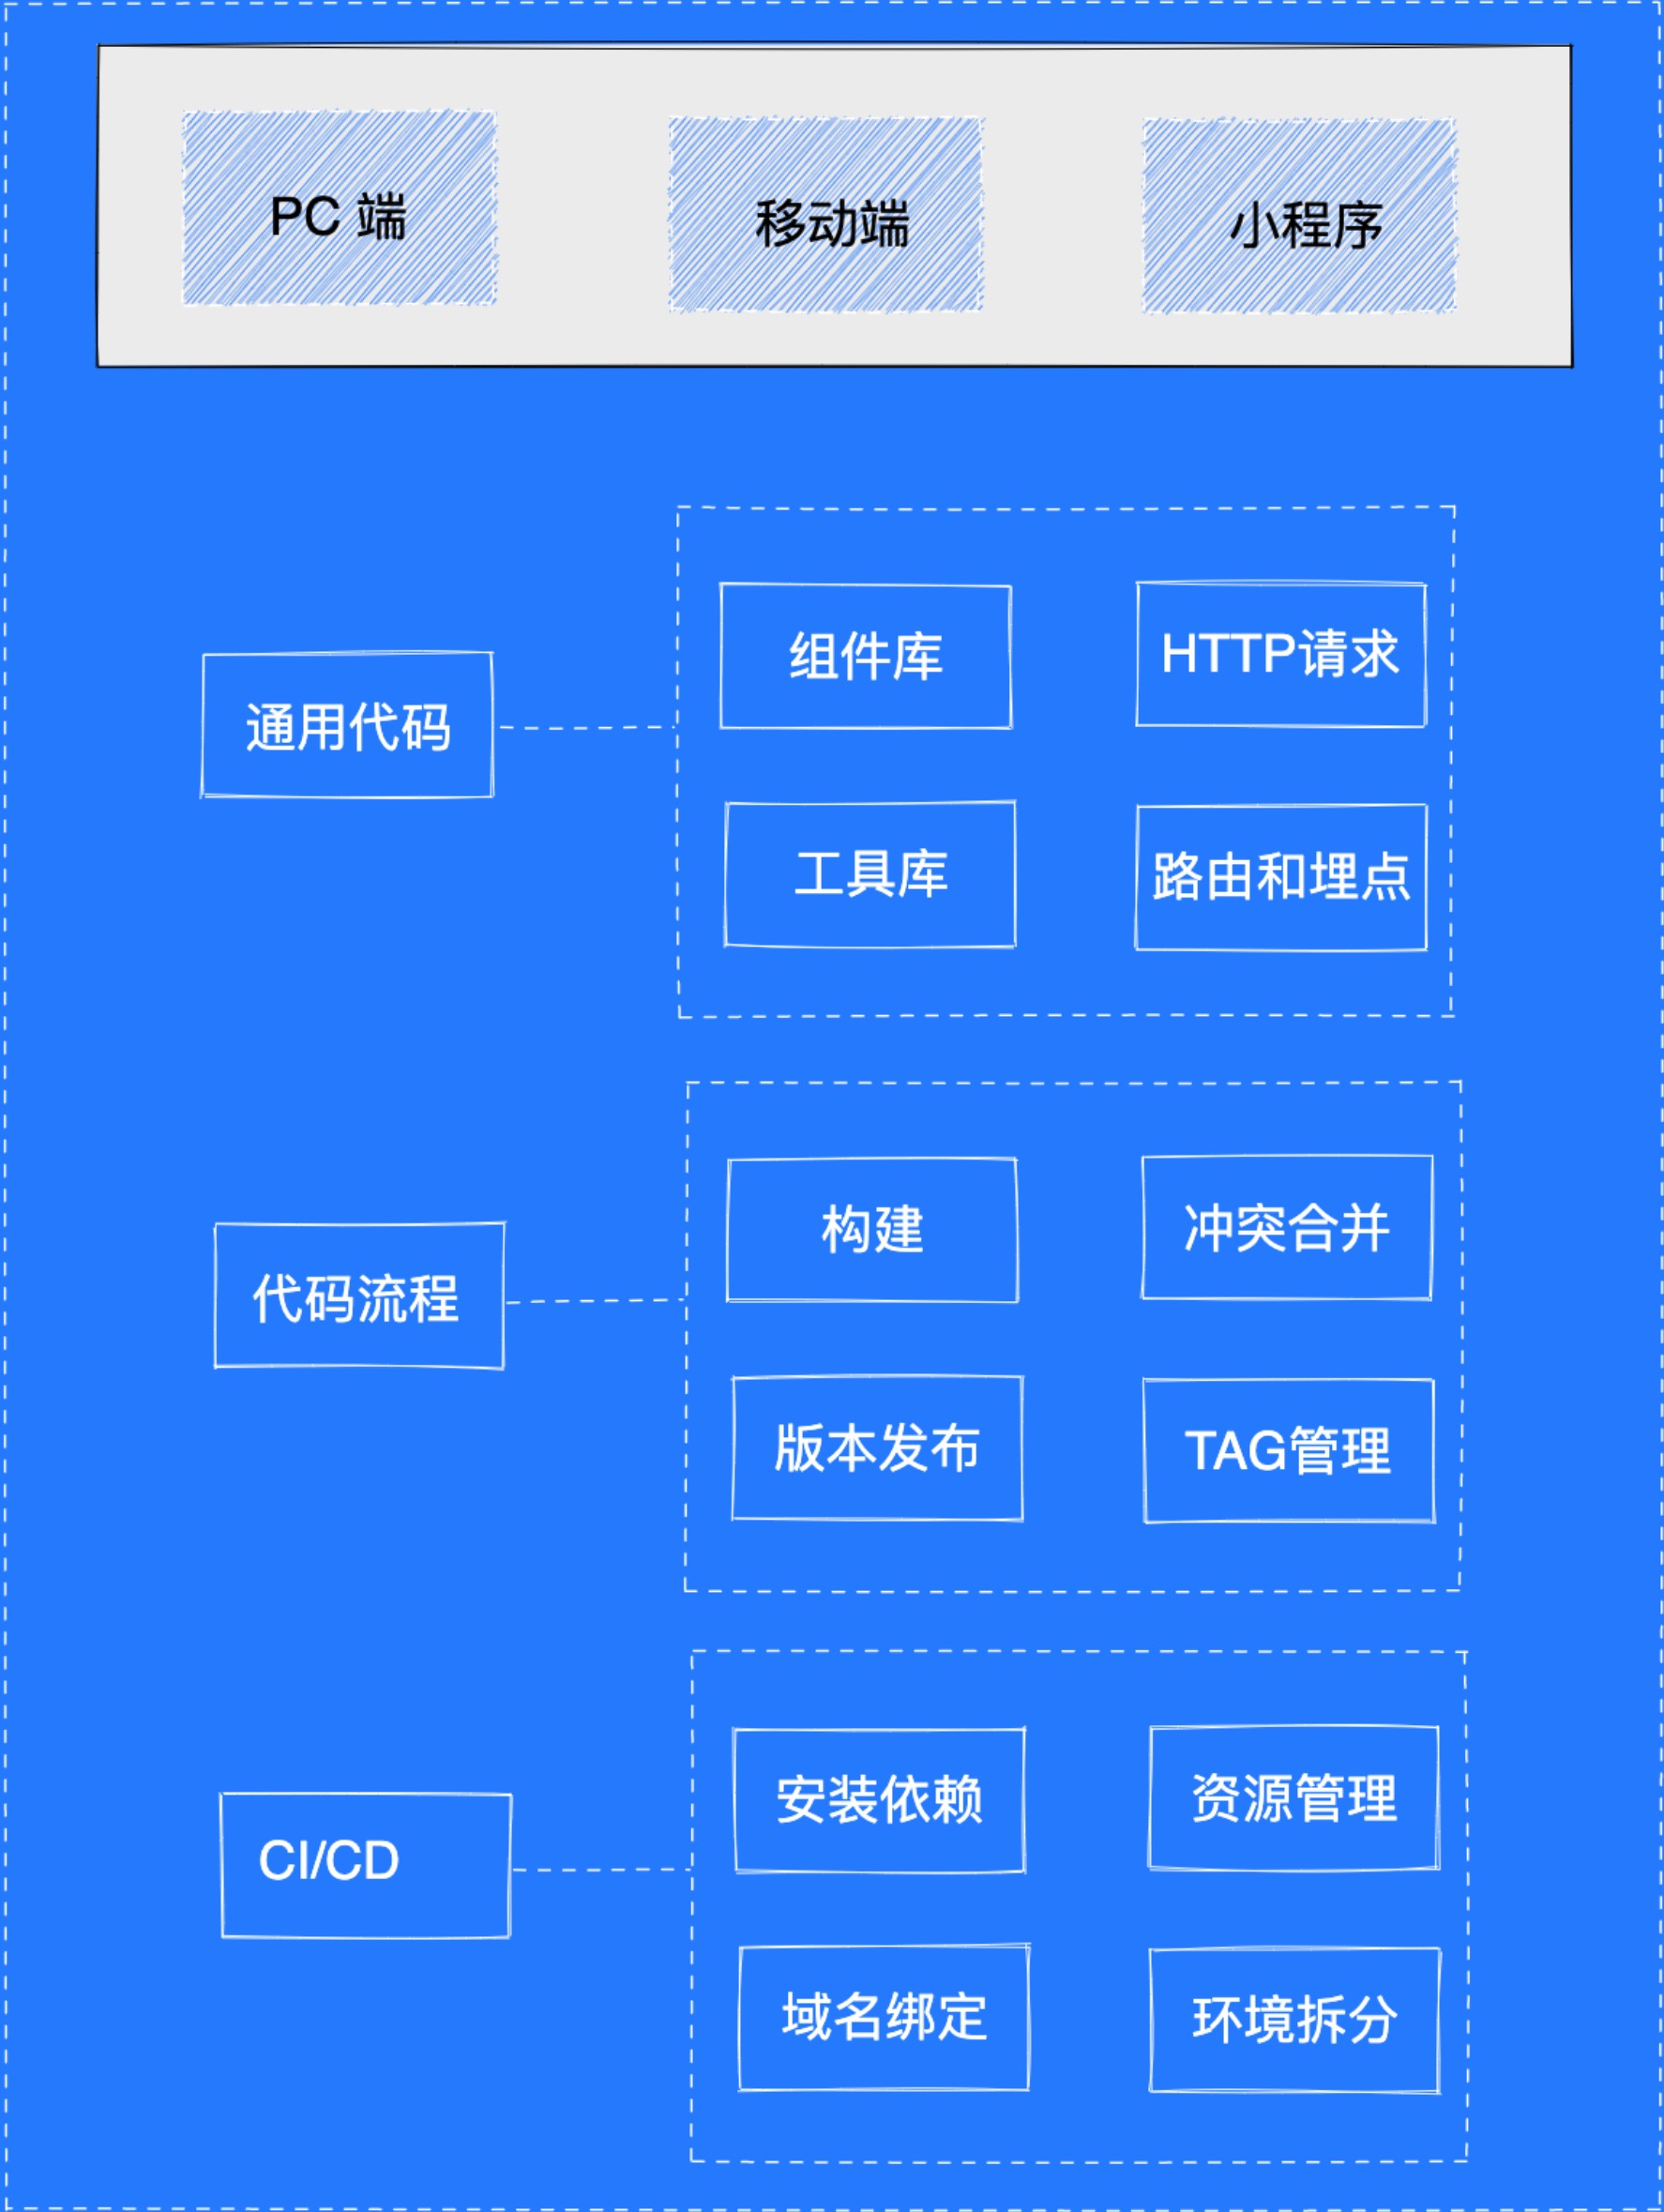 PC 端
移动端
小程序
通用代码
组件库
HTTP请求
工具库
路由和埋点
代码流程
构建
冲突合并
版本发布
TAG管理
CI/CD
安装依赖
资源管理
域名绑定
环境拆分